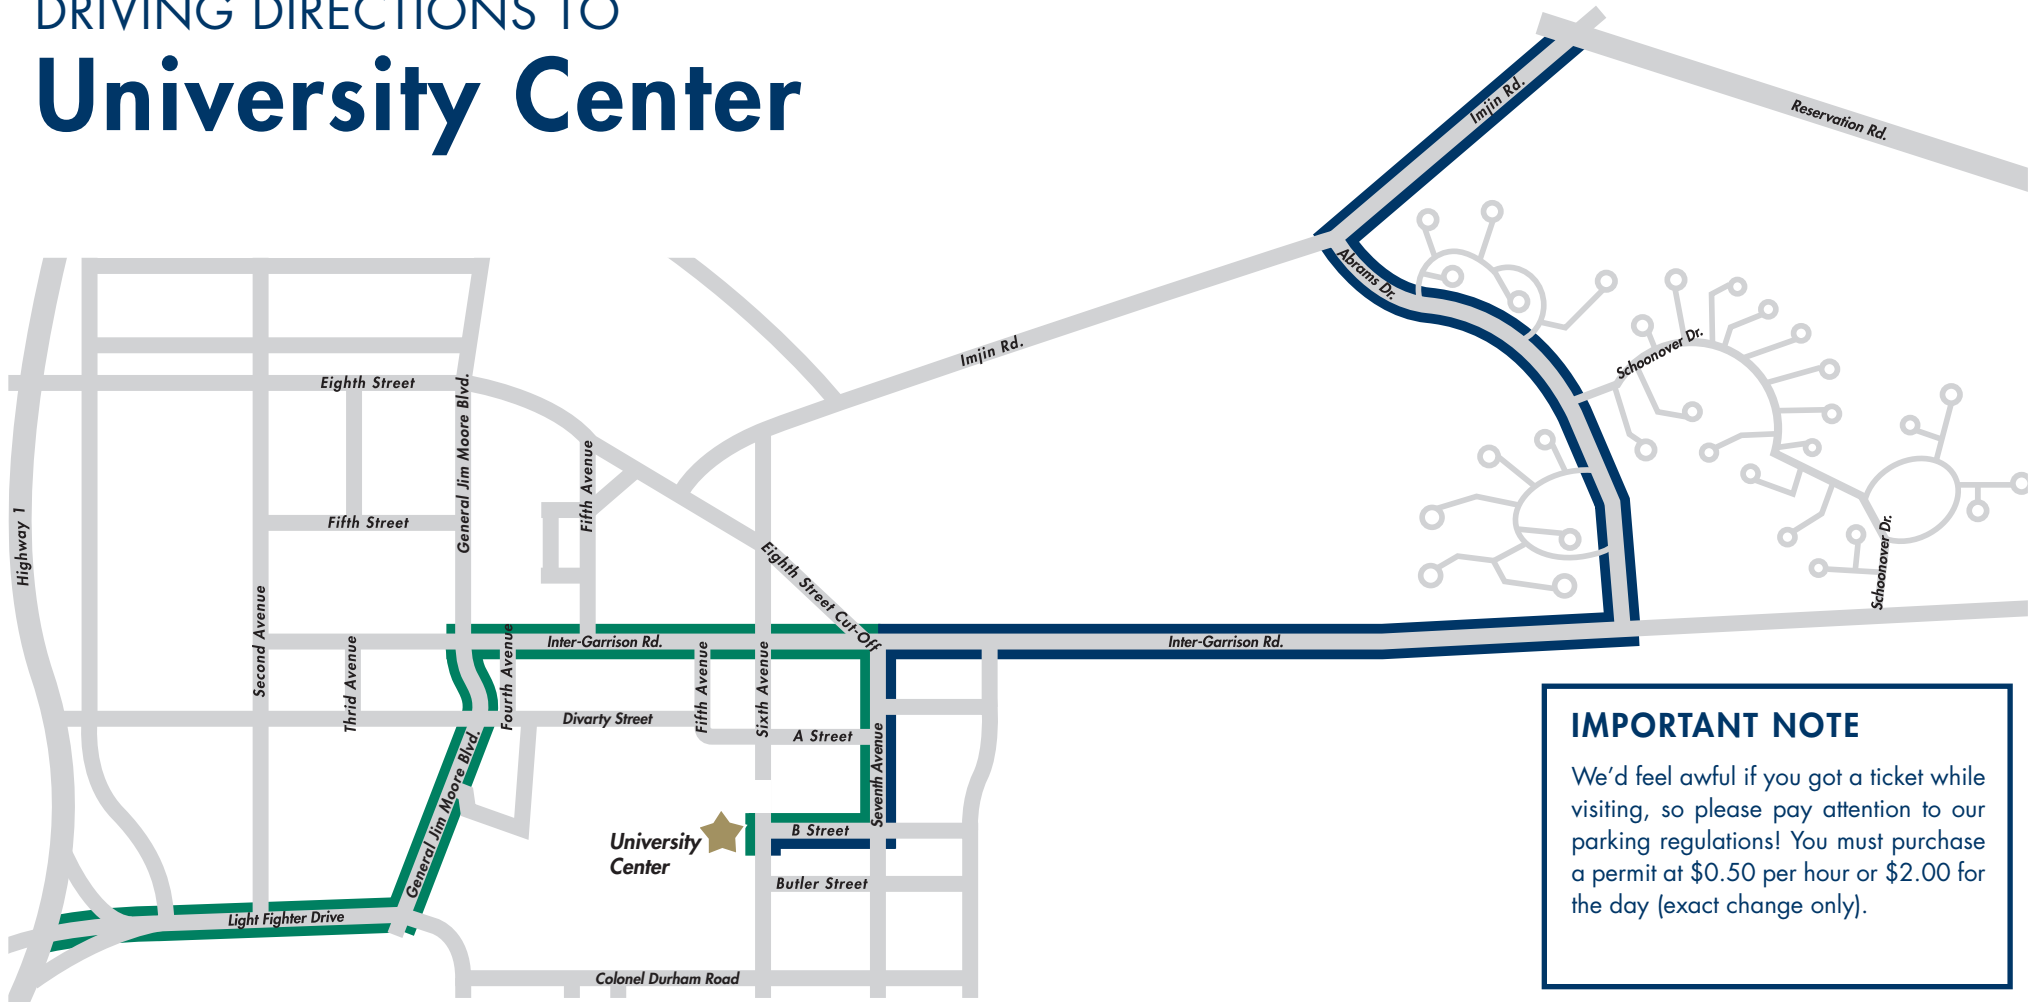 DRIVING DIRECTIONS TO
University Center
Imjin Rd.
Reservation Rd.
Abrams Dr.
Imjin Rd.
Schoonover Dr.
Eighth Street
General Jim Moore Blvd.
Fifth Avenue
Highway 1
Fifth Street
Eighth Street Cut-Off
Schoonover Dr.
Second Avenue
Thrid Avenue
Fourth Avenue
Inter-Garrison Rd.
Inter-Garrison Rd.
Fifth Avenue
Sixth Avenue
Divarty Street
A Street
Seventh Avenue
General Jim Moore Blvd.
B Street
University
Center
Butler Street
Light Fighter Drive
Colonel Durham Road
IMPORTANT NOTE
We’d feel awful if you got a ticket while
visiting, so please pay attention to our
parking regulations! You must purchase
a permit at $0.50 per hour or $2.00 for
the day (exact change only).